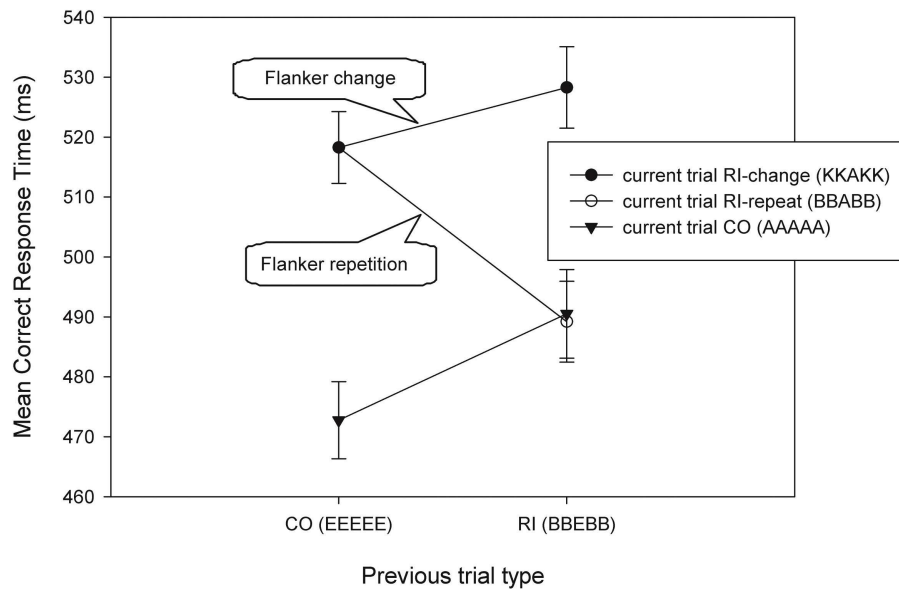 Mean Correct Response Time (ms)
540
530
520
510
500
490
480
470
460
Flanker change
Flanker repetition
current trial RI-change (KKAKK)
current trial RI-repeat (BBABB)
current trial CO (AAAAA)
CO (EEEEE)
RI (BBEBB)
Previous trial type